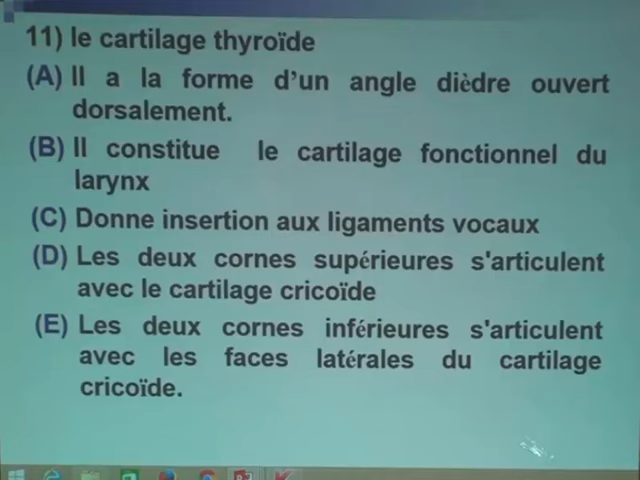 11) le cartilage thyroïde
(A) Il a la forme d'un angle dièdre ouvert
dorsalement.
(B) Il constitue le cartilage fonctionnel du
larynx
(C) Donne insertion aux ligaments vocaux
(D) Les deux cornes supérieures s'articulent
avec le cartilage cricoïde
(E) Les deux cornes inférieures s'articulent
avec les faces latérales du cartilage
cricoïde.